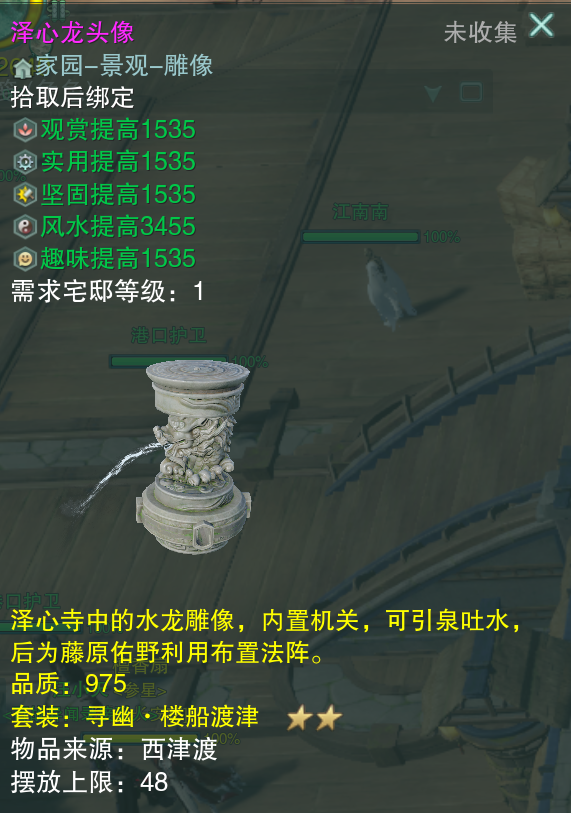 泽心龙头像
未收集
家园-景观-雕像
拾取后绑定
观赏提高1535
实用提高1535
坚固提高1535
风水提高3455
趣味提高1535
江南南
100%
需求宅邸等级：1
港口护卫
100%
泽心寺中的水龙雕像，内置机关，可引泉吐水，
后为藤原佑野利用布置法阵。
品质：975
套装：寻幽·楼船渡津
物品来源：西津渡
100%
摆放上限：48